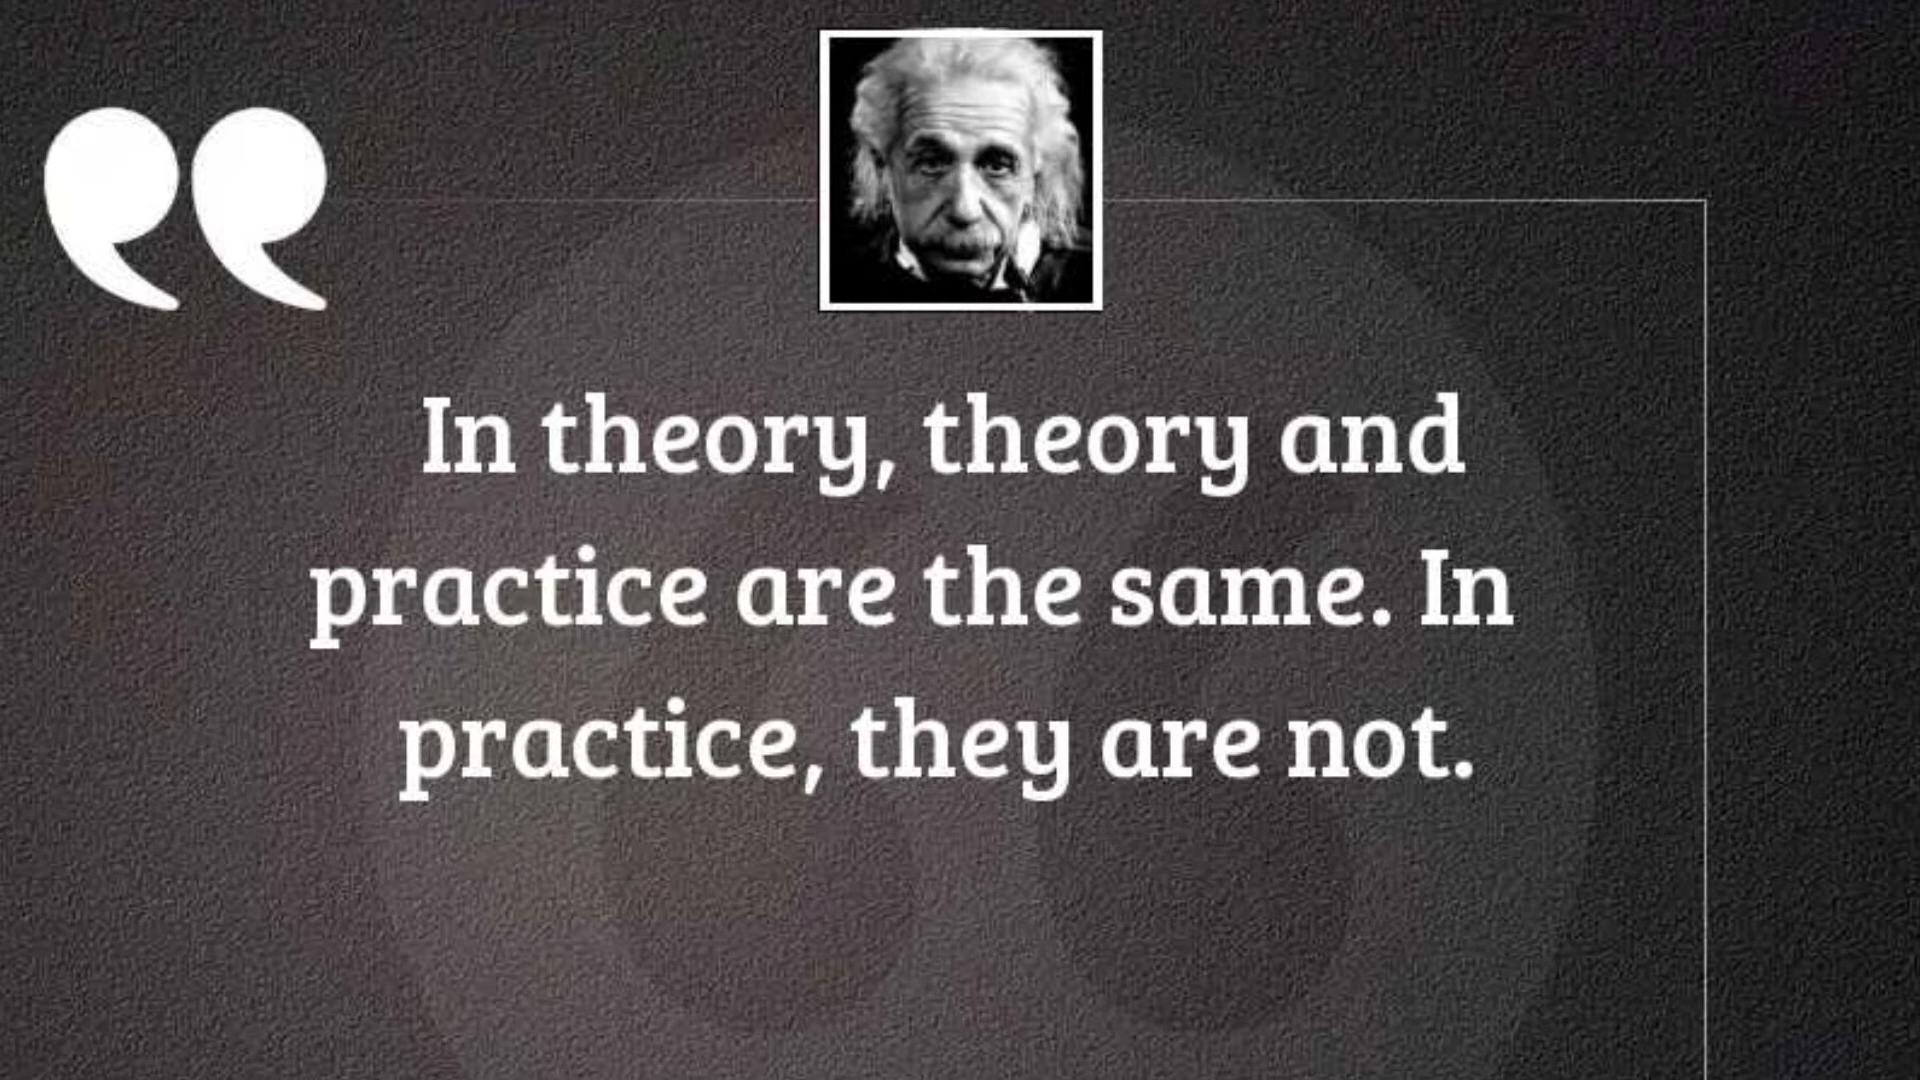 In theory, theory and
practice are the same. In
practice, they are not.